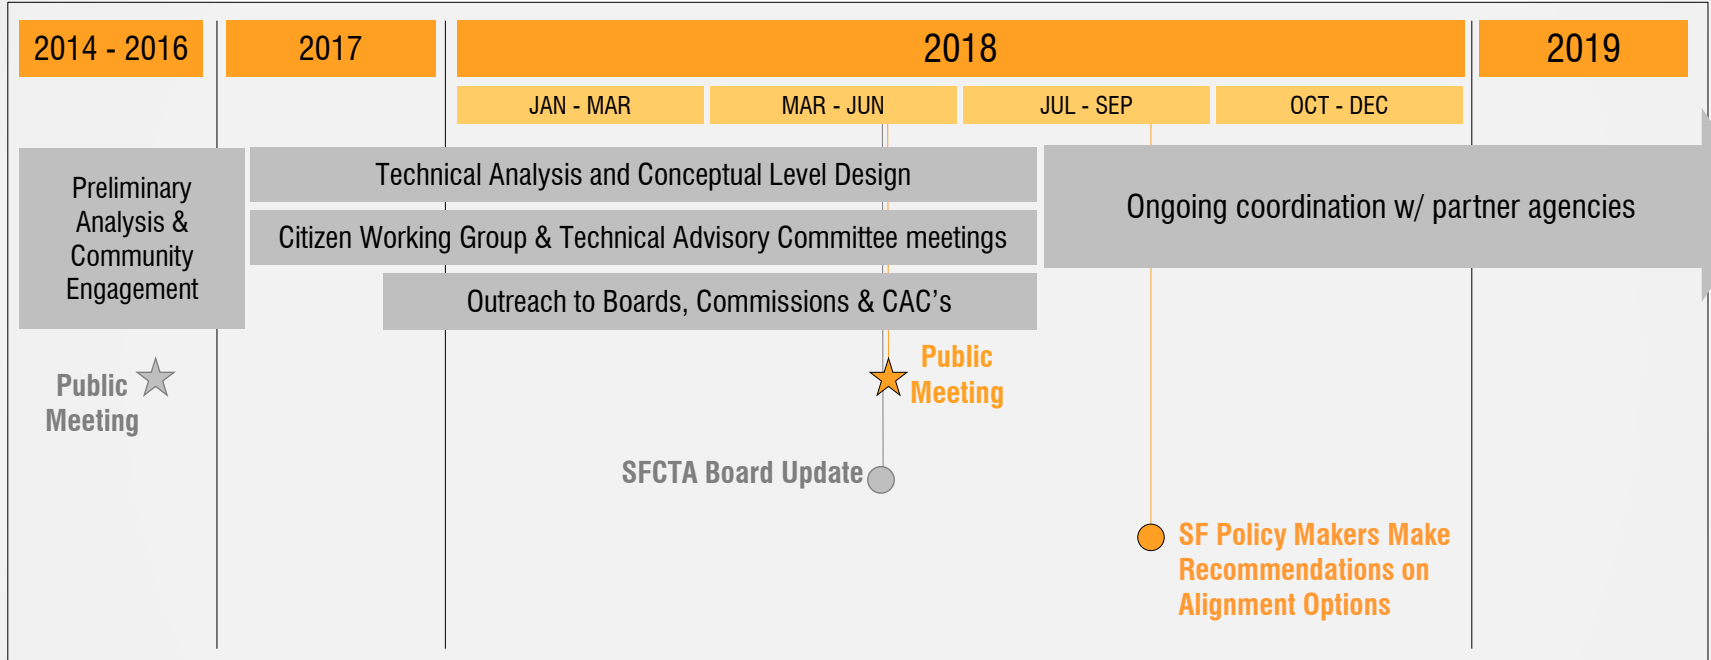 2014 - 2016
2017
2018
2019
JAN - MAR
MAR - JUN
JUL - SEP
OCT - DEC
Preliminary
Analysis &
Community
Engagement
Technical Analysis and Conceptual Level Design
Citizen Working Group & Technical Advisory Committee meetings
Outreach to Boards, Commissions & CAC's
Ongoing coordination w/ partner agencies
Public
Meeting
Public
Meeting
SFCTA Board Update
SF Policy Makers Make
Recommendations on
Alignment Options